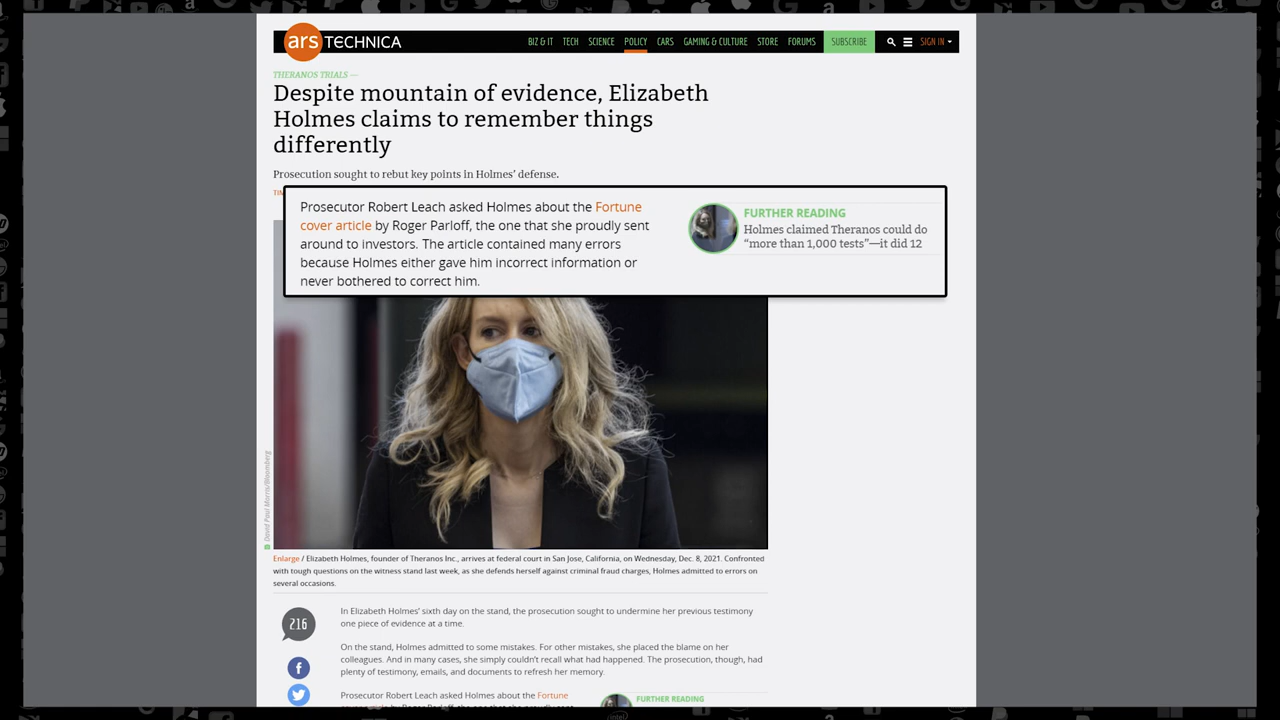 ars TECHNICA
BIZ & IT TECH SCIENCE POLICY CARS GAMING & CULTURE STORE FORUMS SUBSCRIBE SIGN IN
THERANOS TRIALS —
Despite mountain of evidence, Elizabeth
Holmes claims to remember things
differently
Prosecution sought to rebut key points in Holmes’ defense.
Prosecutor Robert Leach asked Holmes about the Fortune
cover article by Roger Parloff, the one that she proudly sent
around to investors. The article contained many errors
because Holmes either gave him incorrect information or
never bothered to correct him.
FURTHER READING
Holmes claimed Theranos could do
“more than 1,000 tests”—it did 12
David Paul Morris/Bloomberg
Enlarge / Elizabeth Holmes, founder of Theranos Inc., arrives at federal court in San Jose, California, on Wednesday, Dec. 8, 2021. Confronted
with tough questions on the witness stand last week, as she defends herself against criminal fraud charges, Holmes admitted to errors on
several occasions.
216
In Elizabeth Holmes’ sixth day on the stand, the prosecution sought to undermine her previous testimony
one piece of evidence at a time.
On the stand, Holmes admitted to some mistakes. For other mistakes, she placed the blame on her
colleagues. And in many cases, she simply couldn’t recall what had happened. The prosecution, though, had
plenty of testimony, emails, and documents to refresh her memory.
Prosecutor Robert Leach asked Holmes about the Fortune
FURTHER READING